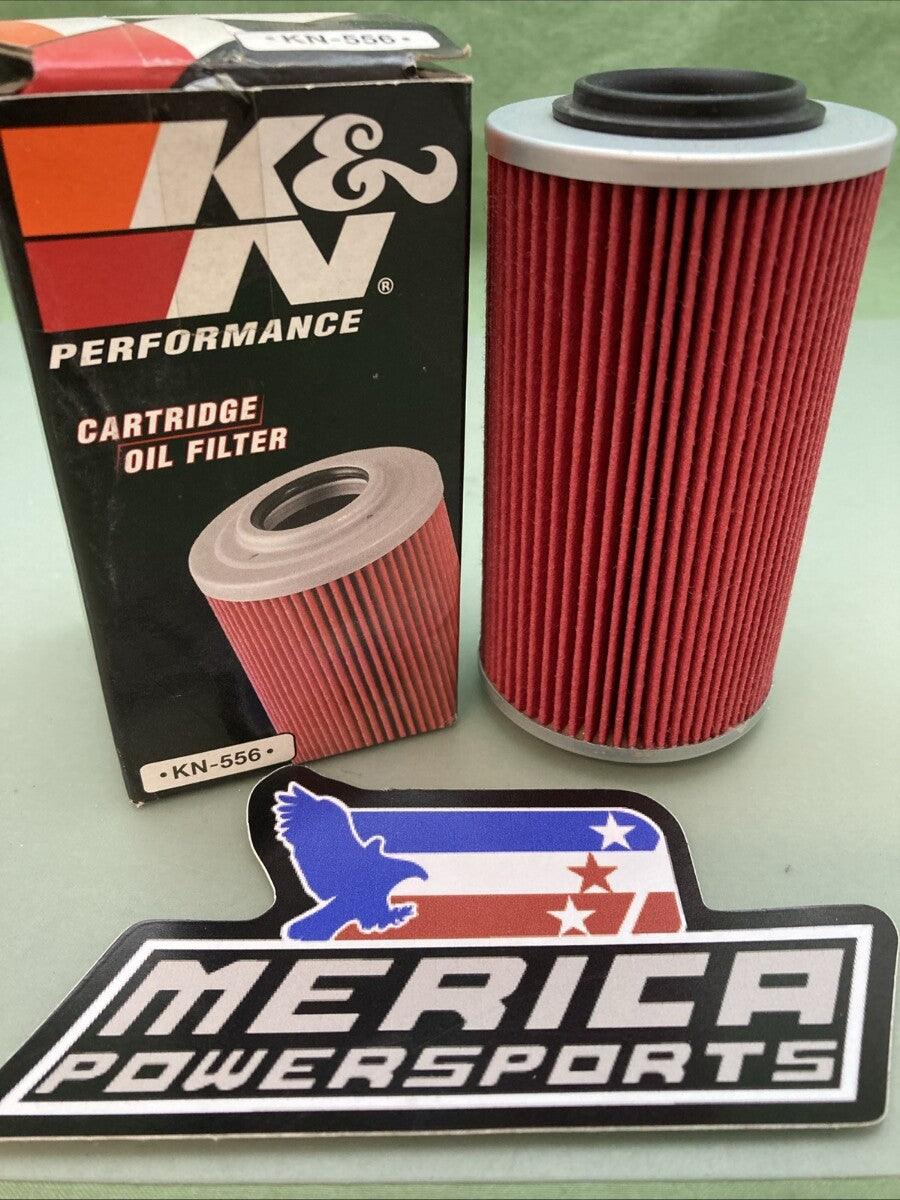 • KN-556 •
K&
N®
PERFORMANCE
CARTRIDGE
OIL FILTER
• KN-556 •
MERICA
POWERSPORTS